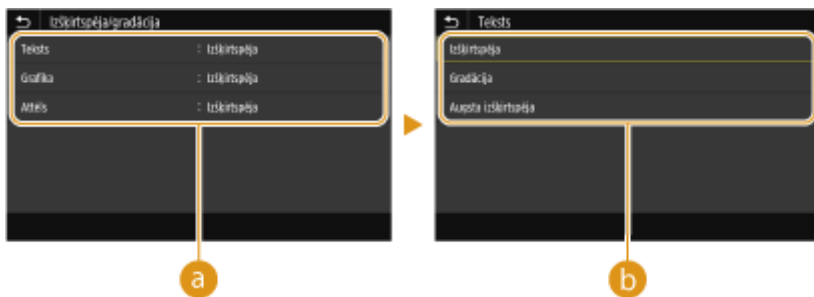 Izšķirtspēja/gradācija
Teksts : Izšķirtspēja
Grafika : Izšķirtspēja
Attēls : Izšķirtspēja
a
Teksts
Izšķirtspēja
Gradācija
Augsta izšķirtspēja
b